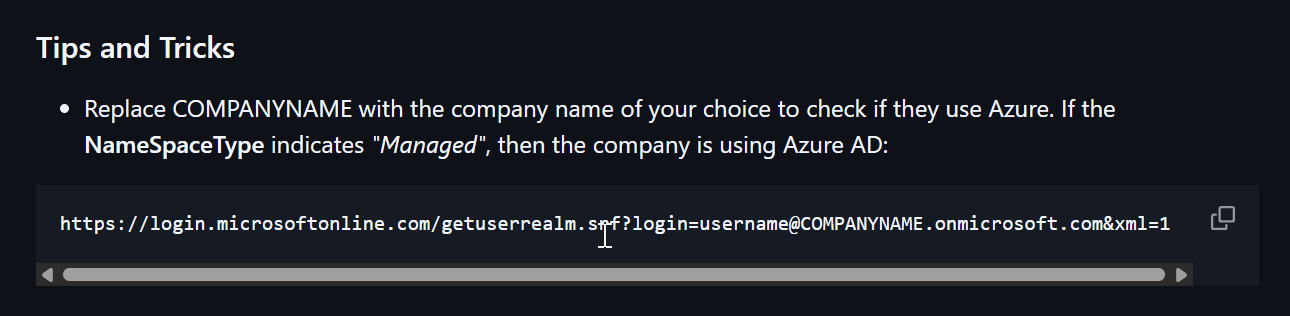 Tips and Tricks
Replace COMPANYNAME with the company name of your choice to check if they use Azure. If the
NameSpaceType indicates "Managed", then the company is using Azure AD:
https://login.microsoftonline.com/getuserrealm.srf?login=username@COMPANYNAME.onmicrosoft.com&xml=1